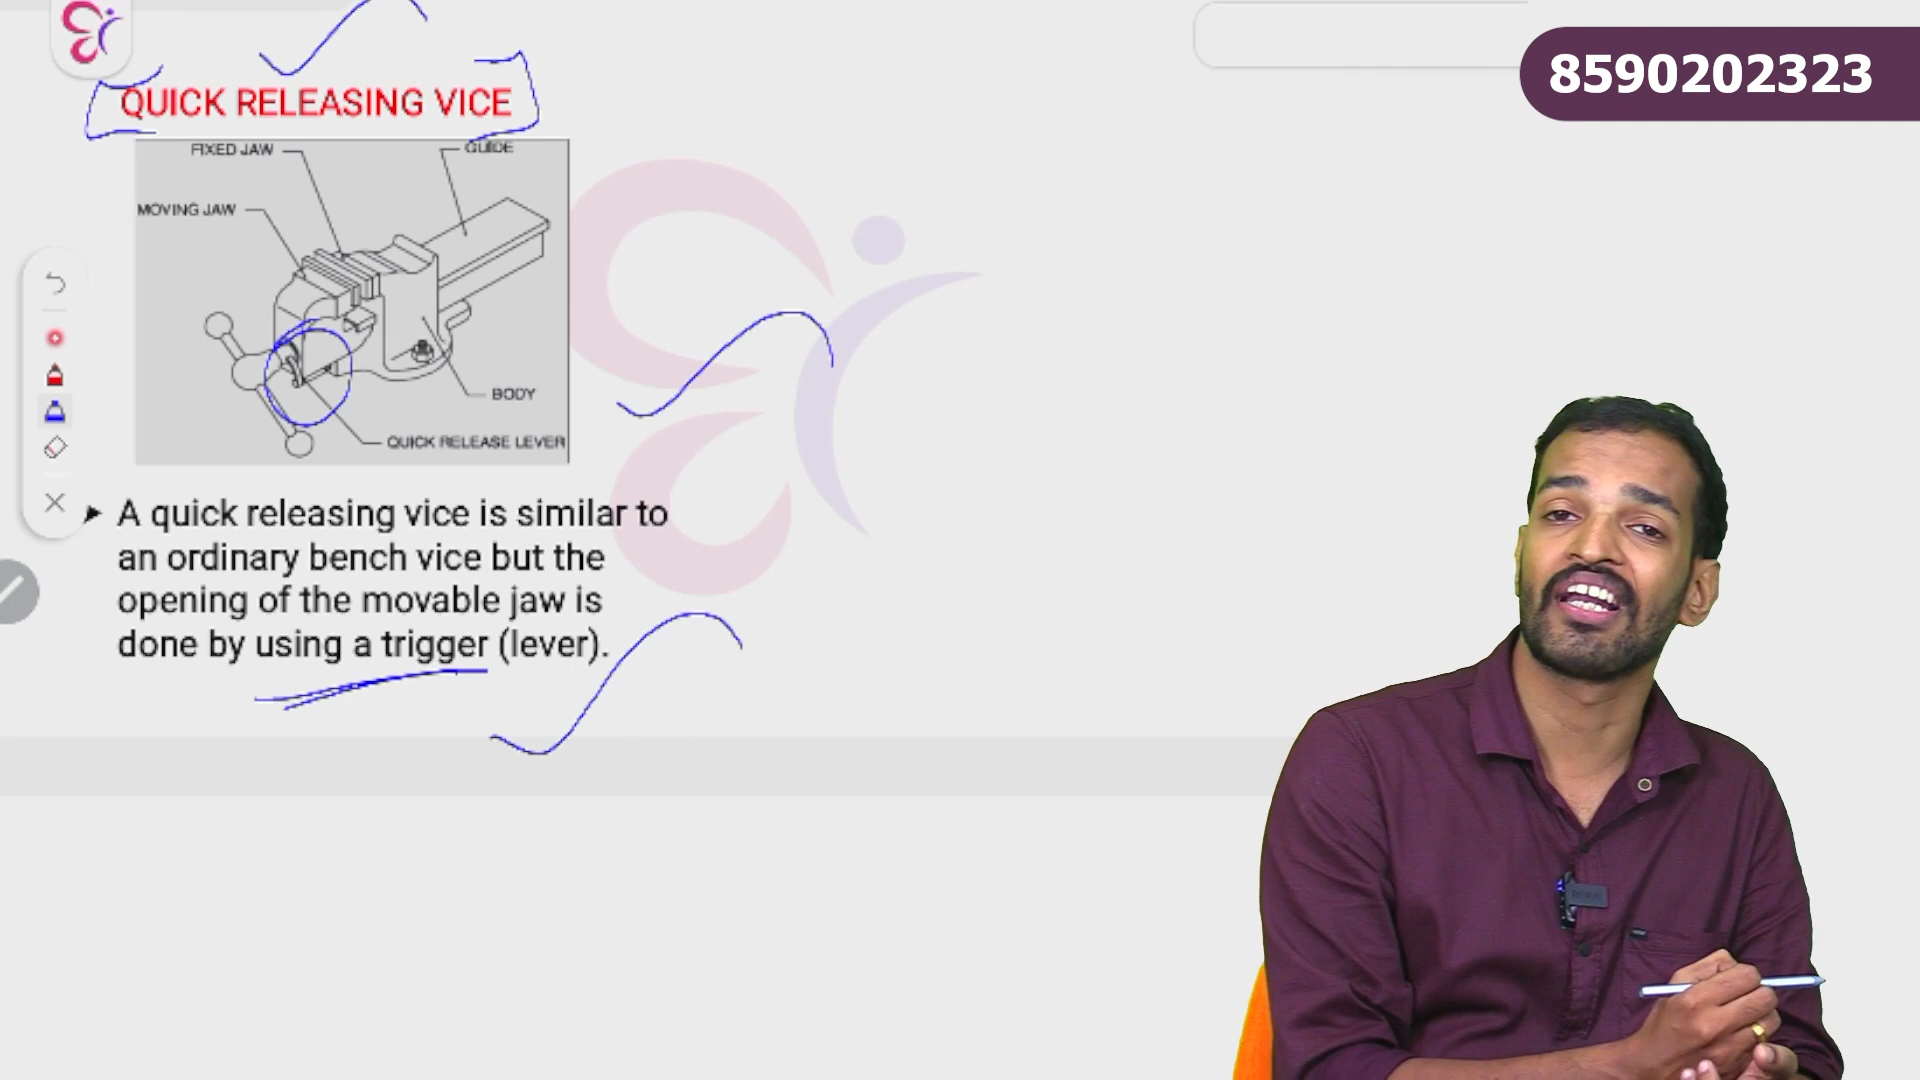 8590202323
QUICK RELEASING VICE
FIXED JAW
GUIDE
MOVING JAW
BODY
QUICK RELEASE LEVER
A quick releasing vice is similar to
an ordinary bench vice but the
opening of the movable jaw is
done by using a trigger (lever).